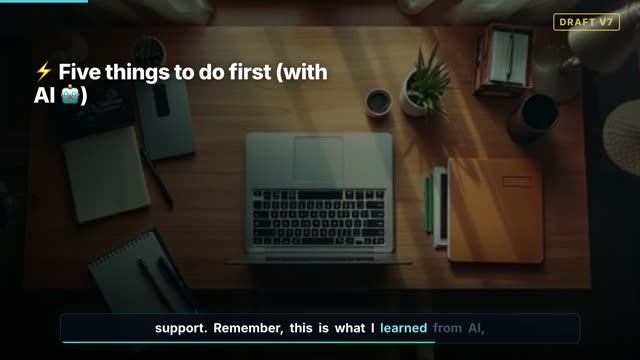 DRAFT V7
⚡ Five things to do first (with
AI 🤖)
support. Remember, this is what I learned from AI,